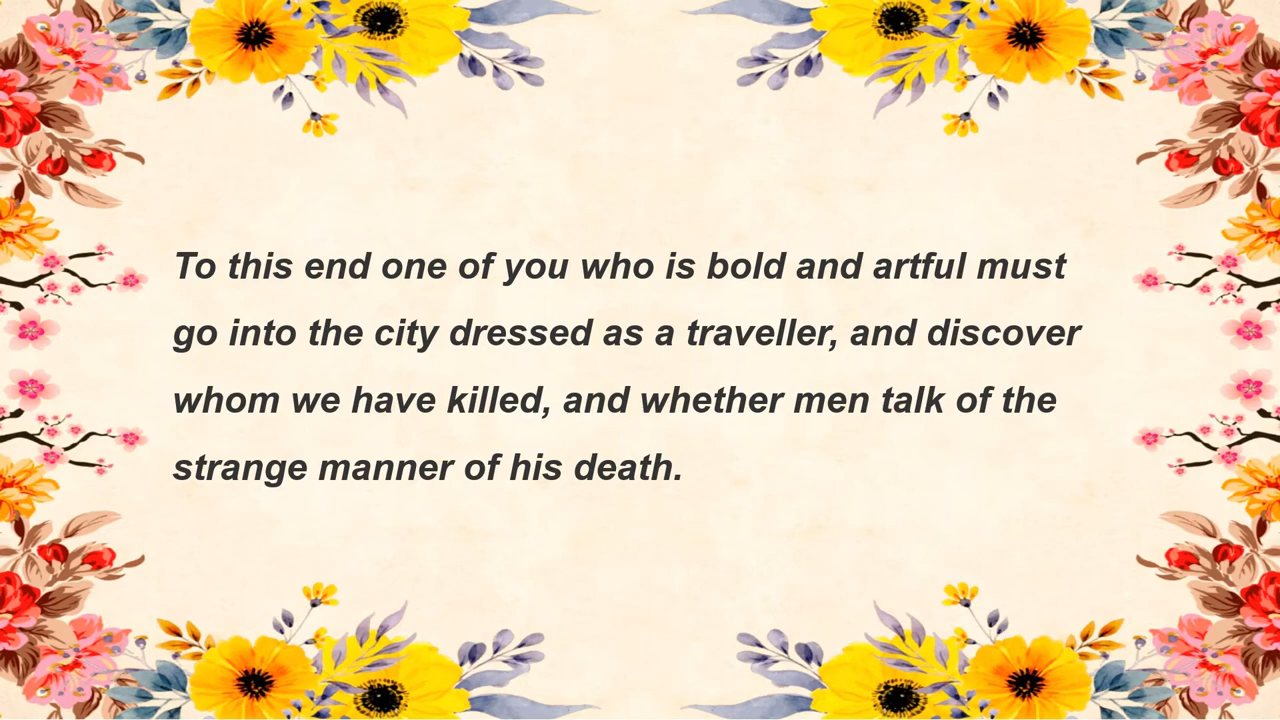 To this end one of you who is bold and artful must
go into the city dressed as a traveller, and discover
whom we have killed, and whether men talk of the
strange manner of his death.